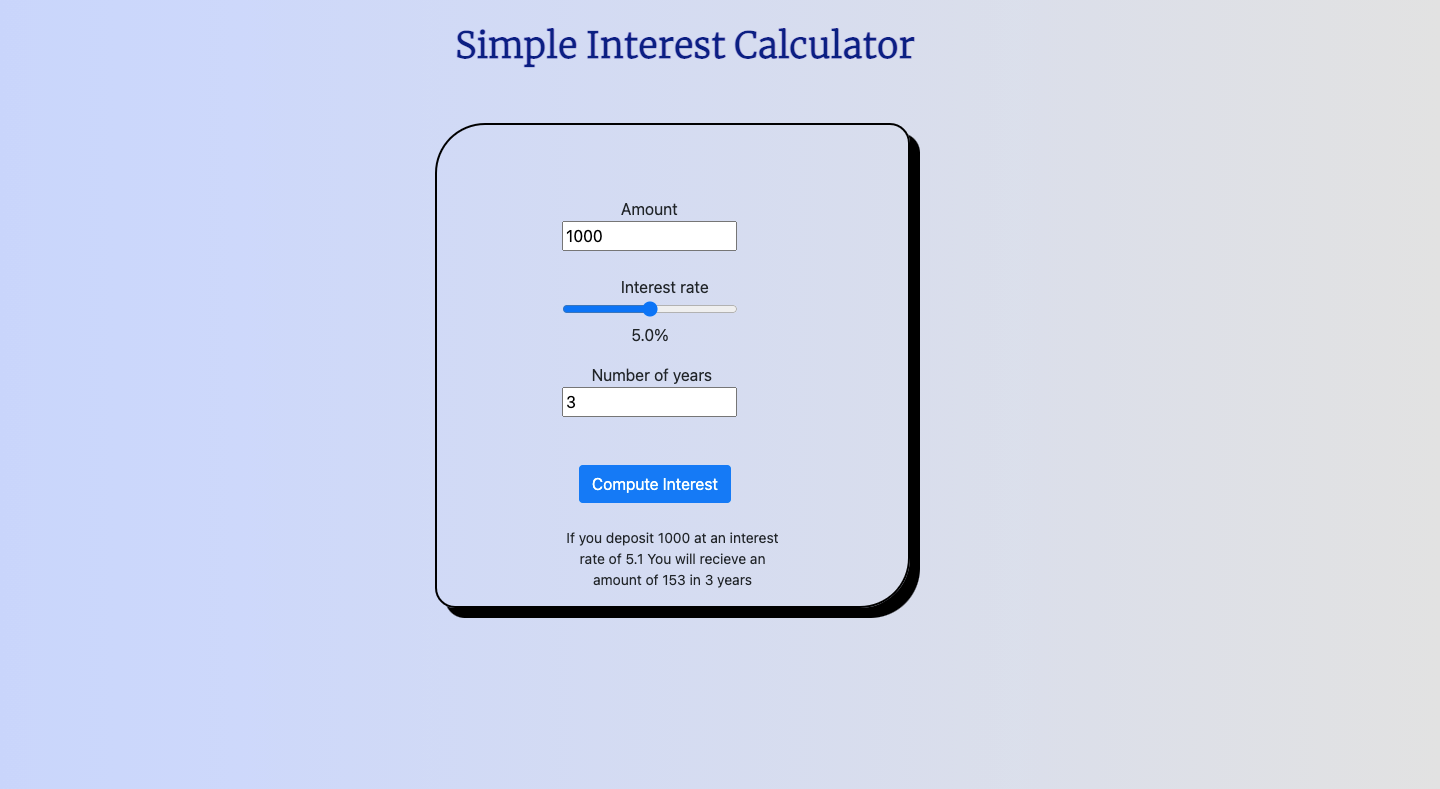 Simple Interest Calculator
Amount
1000
Interest rate
5.0%
Number of years
3
Compute Interest
If you deposit 1000 at an interest
rate of 5.1 You will recieve an
amount of 153 in 3 years